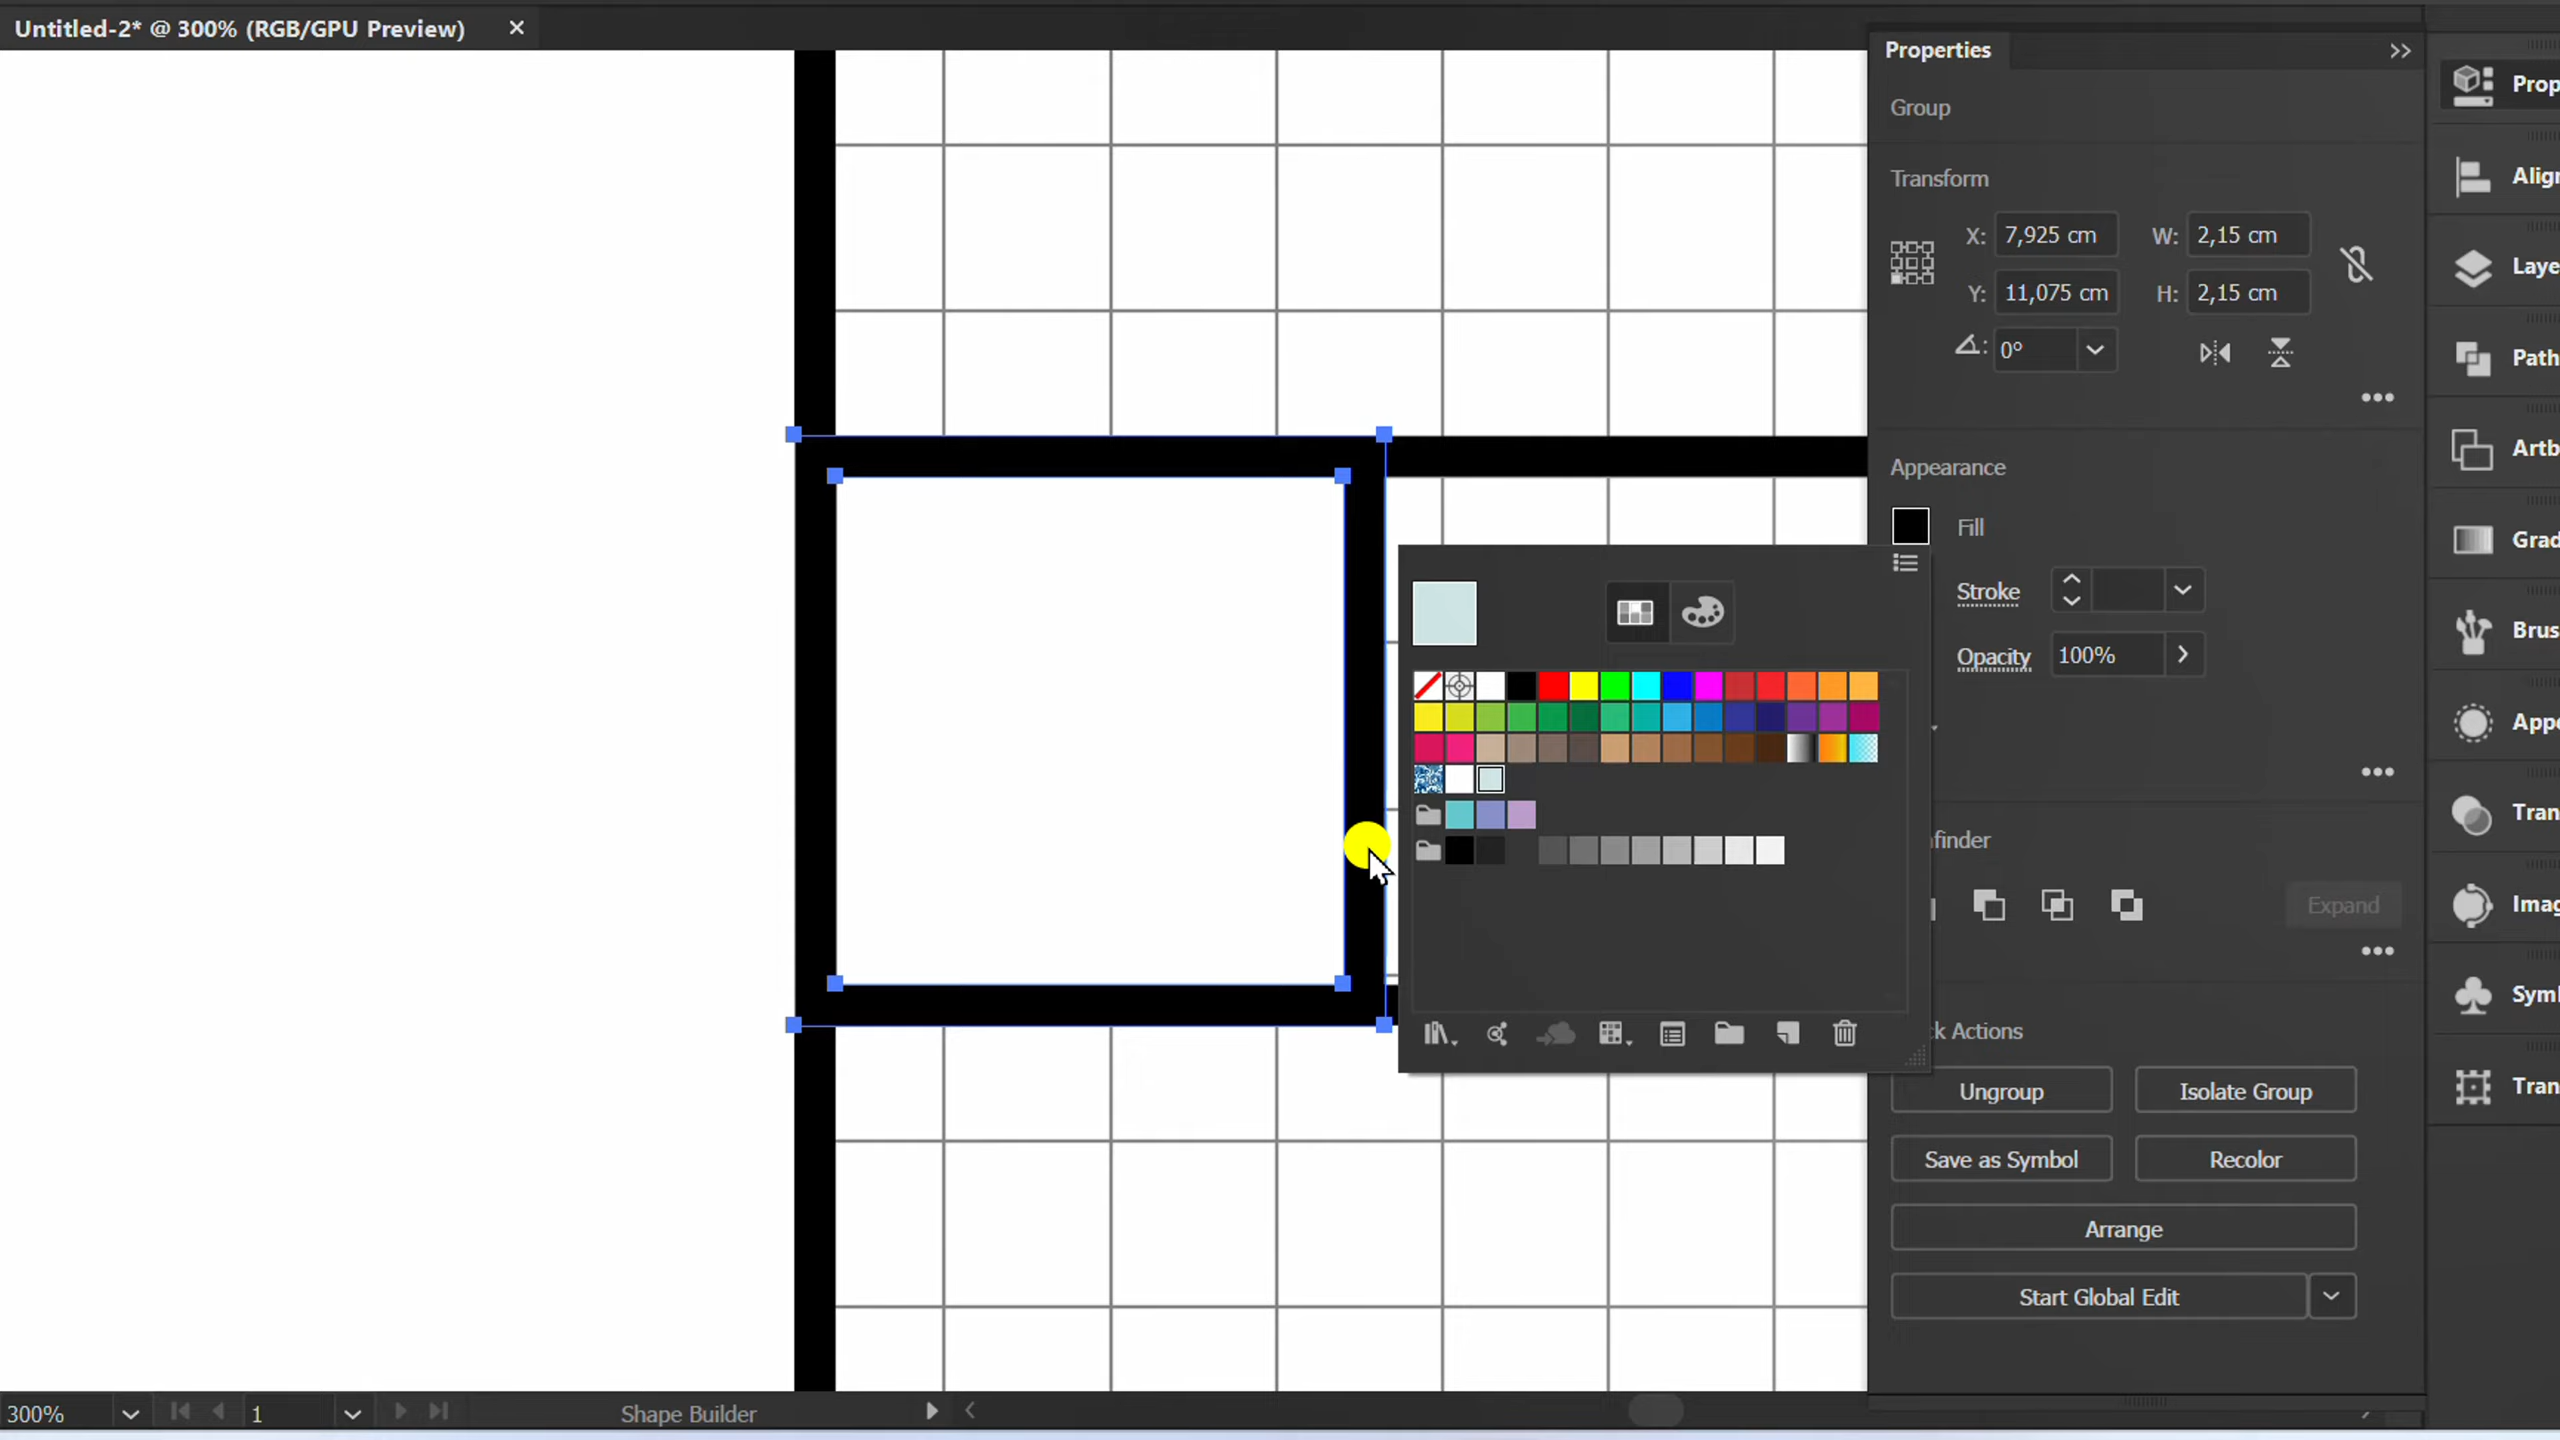 Untitled-2* @ 300% (RGB/GPU Preview)
Properties
Group
Transform
X: 7,925 cm W: 2,15 cm
Y: 11,075 cm H: 2,15 cm
0°
Appearance
Fill
Stroke
Opacity 100%
finder
Expand
k Actions
Ungroup Isolate Group
Save as Symbol Recolor
Arrange
Start Global Edit
Prop
Align
Laye
Path
Artb
Grad
Brus
Appe
Tran
Imag
Symb
Tran
300% 1 Shape Builder